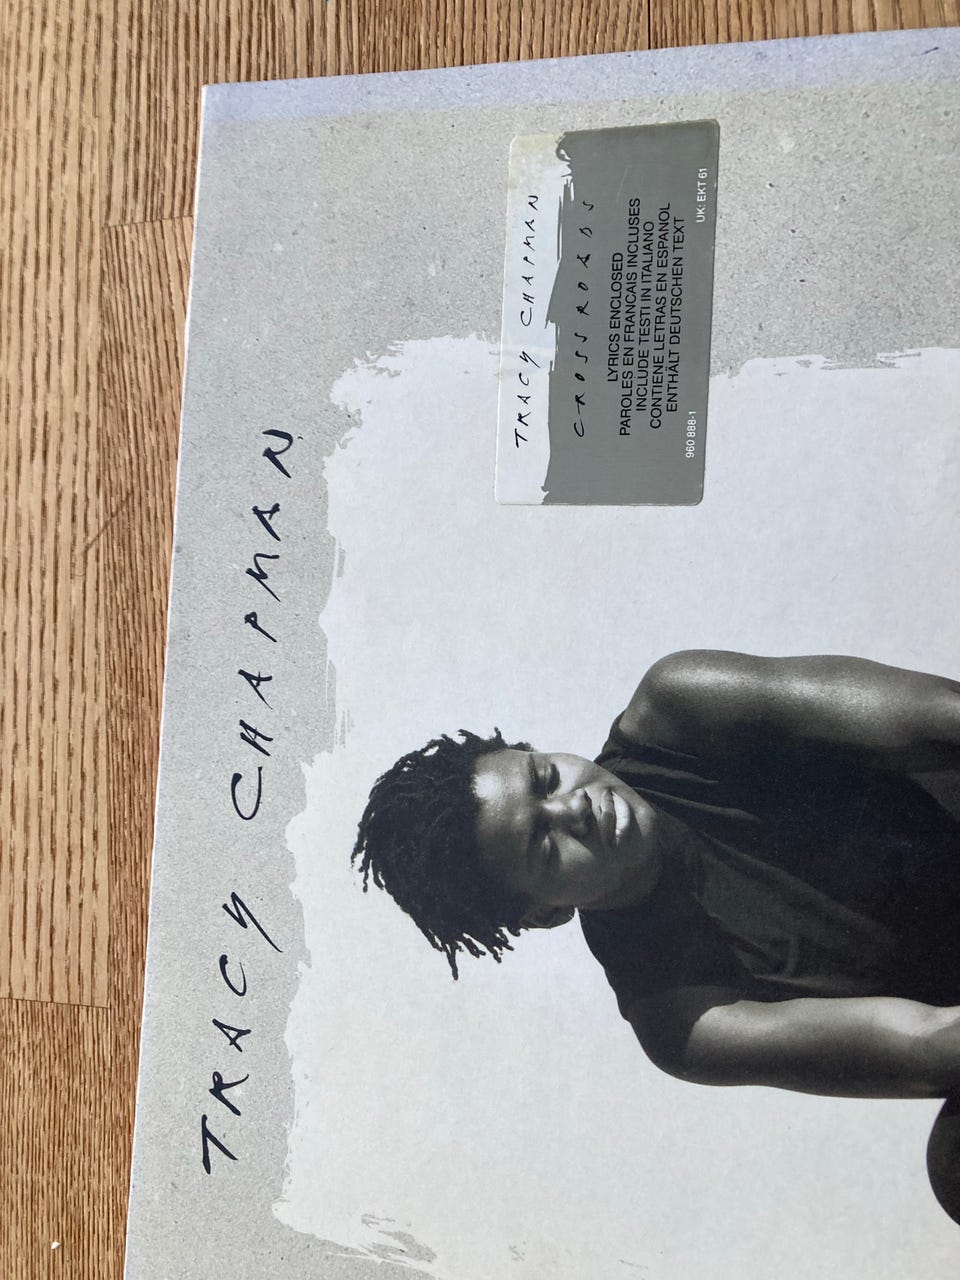 TRACY CHAPMAN
TRACY CHAPMAN
CROSSROADS
LYRICS ENCLOSED
PAROLES EN FRANCAIS INCLUSES
INCLUDE TESTI IN ITALIANO
CONTIENE LETRAS EN ESPANOL
ENTHÄLT DEUTSCHEN TEXT
960 888-1 UK: EKT 61